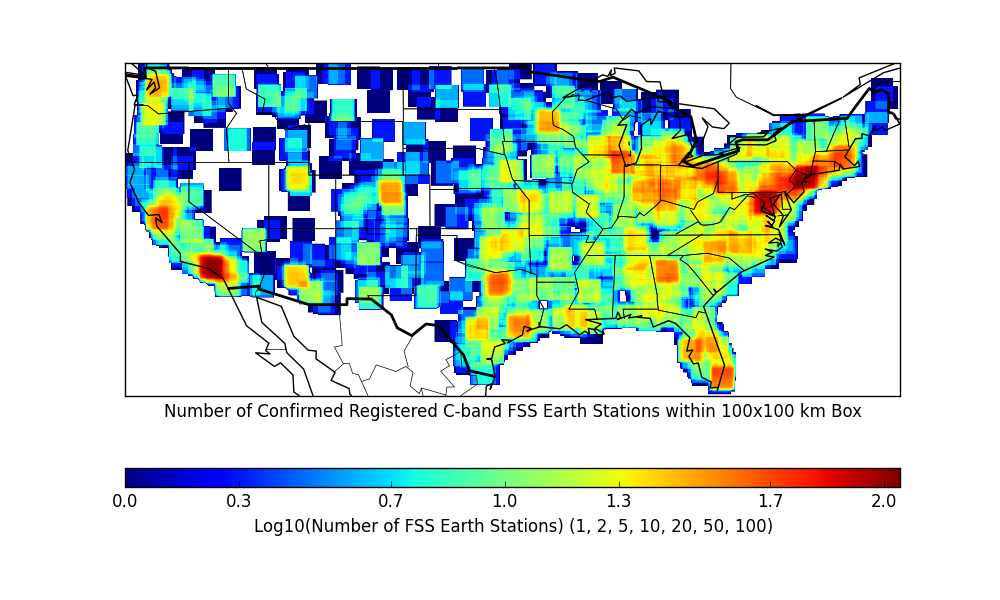 Number of Confirmed Registered C-band FSS Earth Stations within 100x100 km Box
0.0 0.3 0.7 1.0 1.3 1.7 2.0
Log10(Number of FSS Earth Stations) (1, 2, 5, 10, 20, 50, 100)